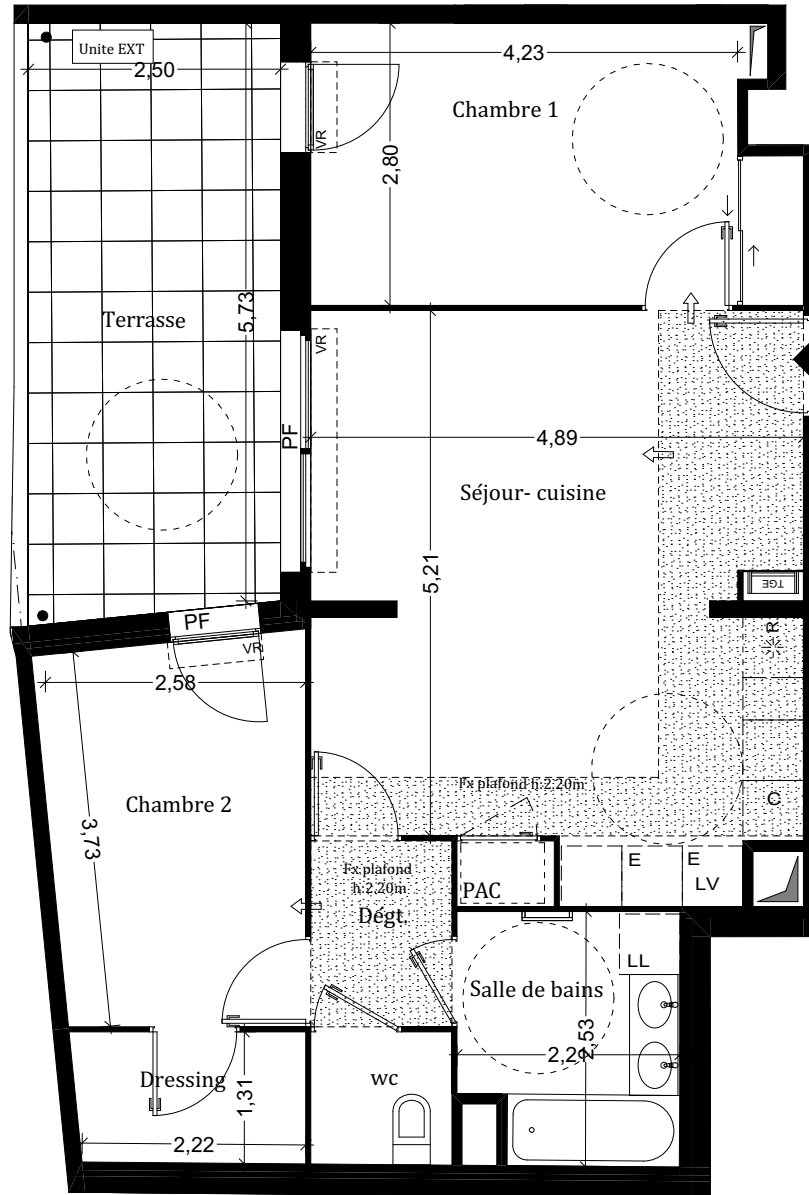 Unite EXT
2,50
4,23
Chambre 1
VR
2,80
Terrasse
5,73
VR
PF
4,89
Séjour- cuisine
5,21
TGE
R
PF
VR
2,58
Chambre 2
3,73
Fx plafond h:2.20m
C
Fx plafond
h:2.20m
Dégt.
PAC
E
E
LV
LL
Salle de bains
2,53
Dressing
1,31
wc
2,22